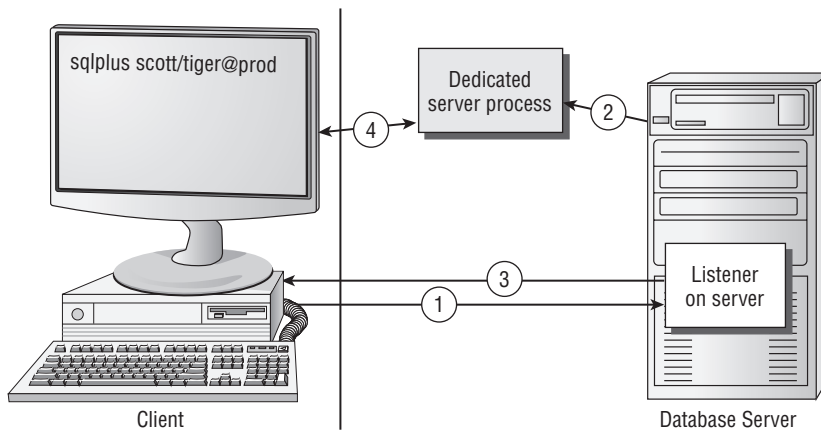 sqlplus scott/tiger@prod
Dedicated
server process
2
4
3
1
Listener
on server
Client
Database Server